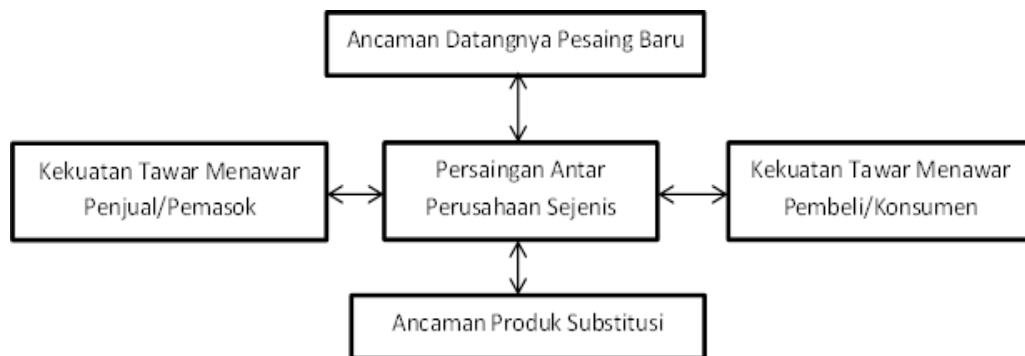 Ancaman Datangnya Pesaing Baru
Kekuatan Tawar Menawar
Penjual/Pemasok
Persaingan Antar
Perusahaan Sejenis
Kekuatan Tawar Menawar
Pembeli/Konsumen
Ancaman Produk Substitusi